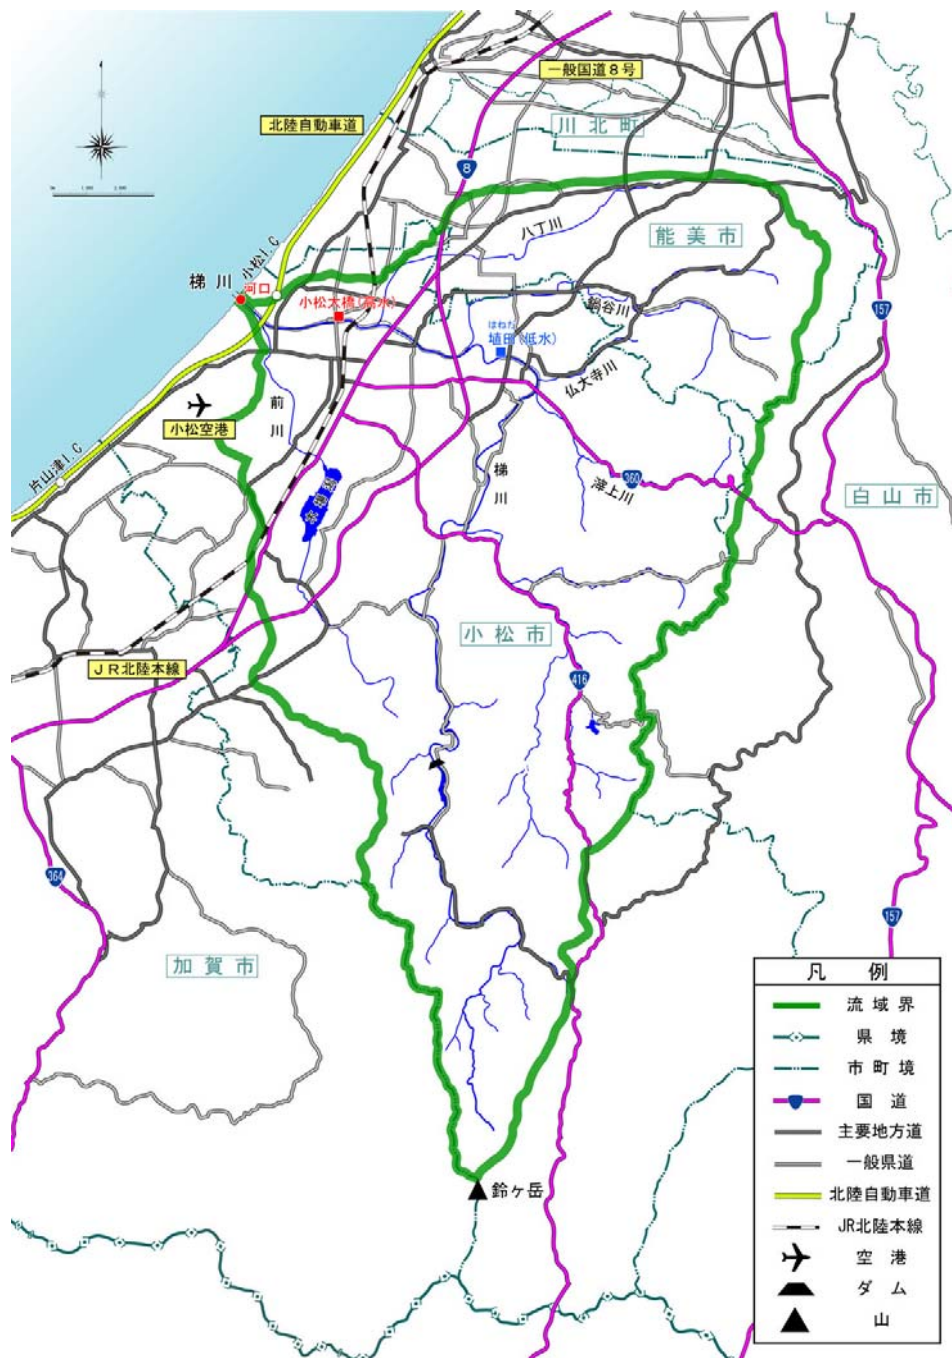 一般国道8号
北陸自動車道
川北町
8
能美市
八丁川
小松I.C
梯川
河口
小松大橋(高水)
鍋谷川
157
はねだ
埴田(低水)
仏大寺川
前川
小松空港
片山津I.C
梯川
360
滓上川
木場潟
白山市
小松市
JR北陸本線
416
364
157
加賀市
鈴ヶ岳
凡例
流域界
県境
市町境
国道
主要地方道
一般県道
北陸自動車道
JR北陸本線
空港
ダム
山